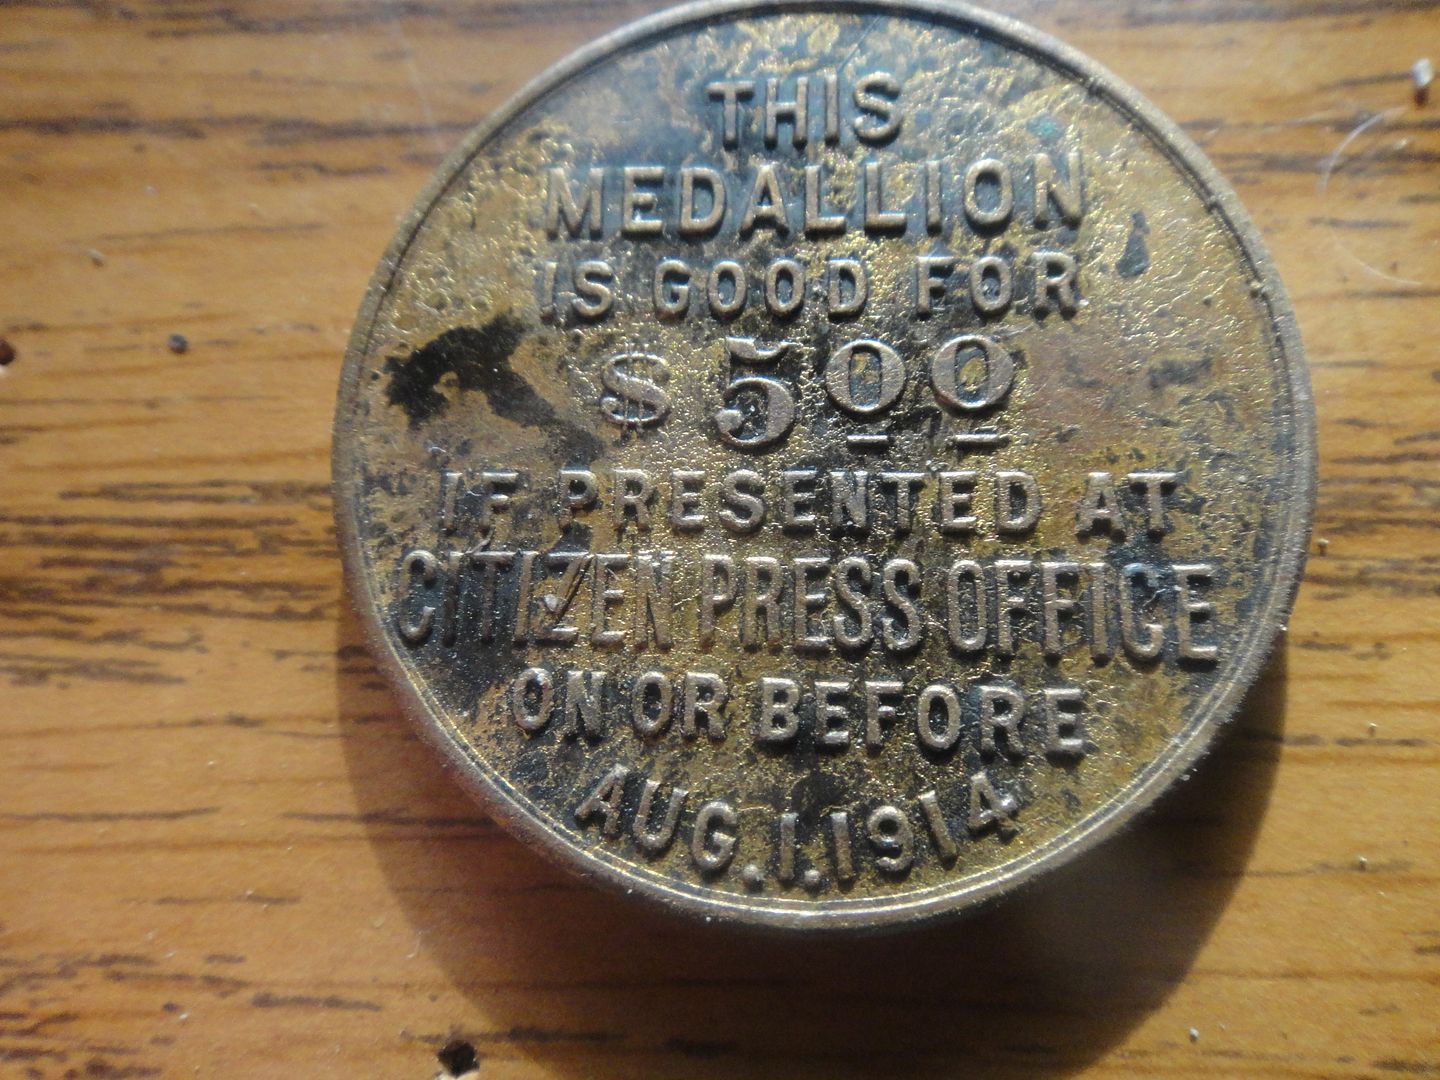 THIS
MEDALLION
IS GOOD FOR
$ 500
IF PRESENTED AT
CITIZEN PRESS OFFICE
ON OR BEFORE
AUG. 1. 1914